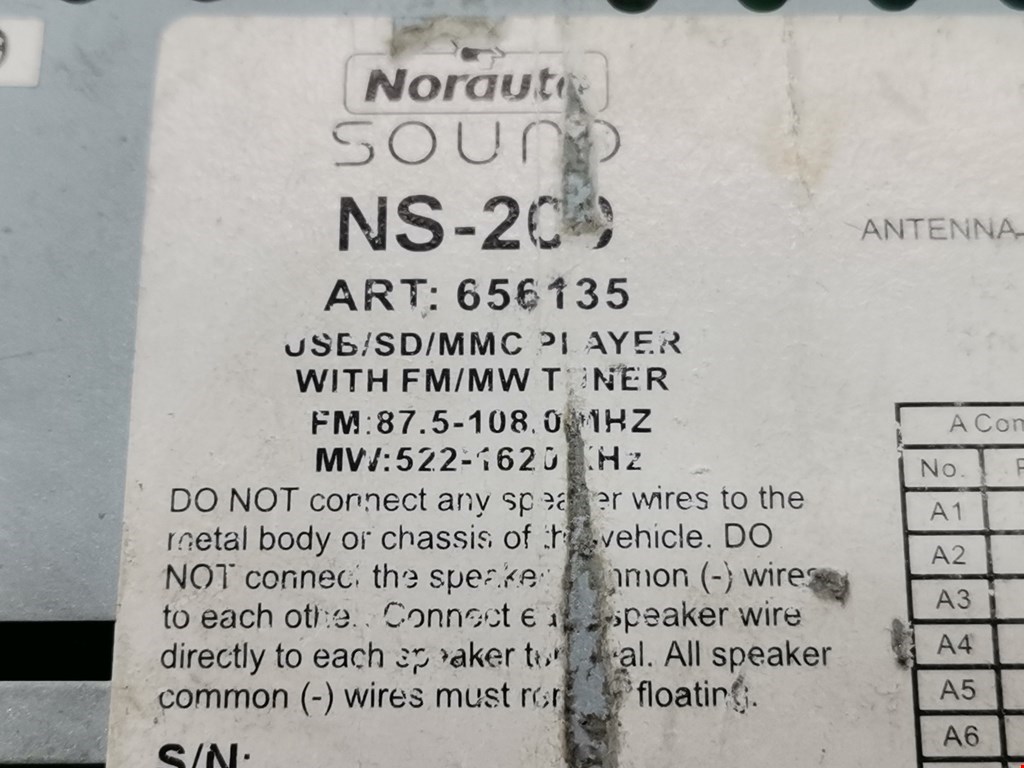 Norauto
SOUND
NS-209
ART: 656135
USB/SD/MMC PLAYER
WITH FM/MW TUNER
FM:87.5-108.0 MHZ
MW:522-1620 KHz
DO NOT connect any speaker wires to the
metal body or chassis of the vehicle. DO
NOT connect the speaker common (-) wires
to each other. Connect each speaker wire
directly to each speaker terminal. All speaker
common (-) wires must remain floating.
S/N:
ANTENNA
A Con
No.
A1
A2
A3
A4
A5
A6